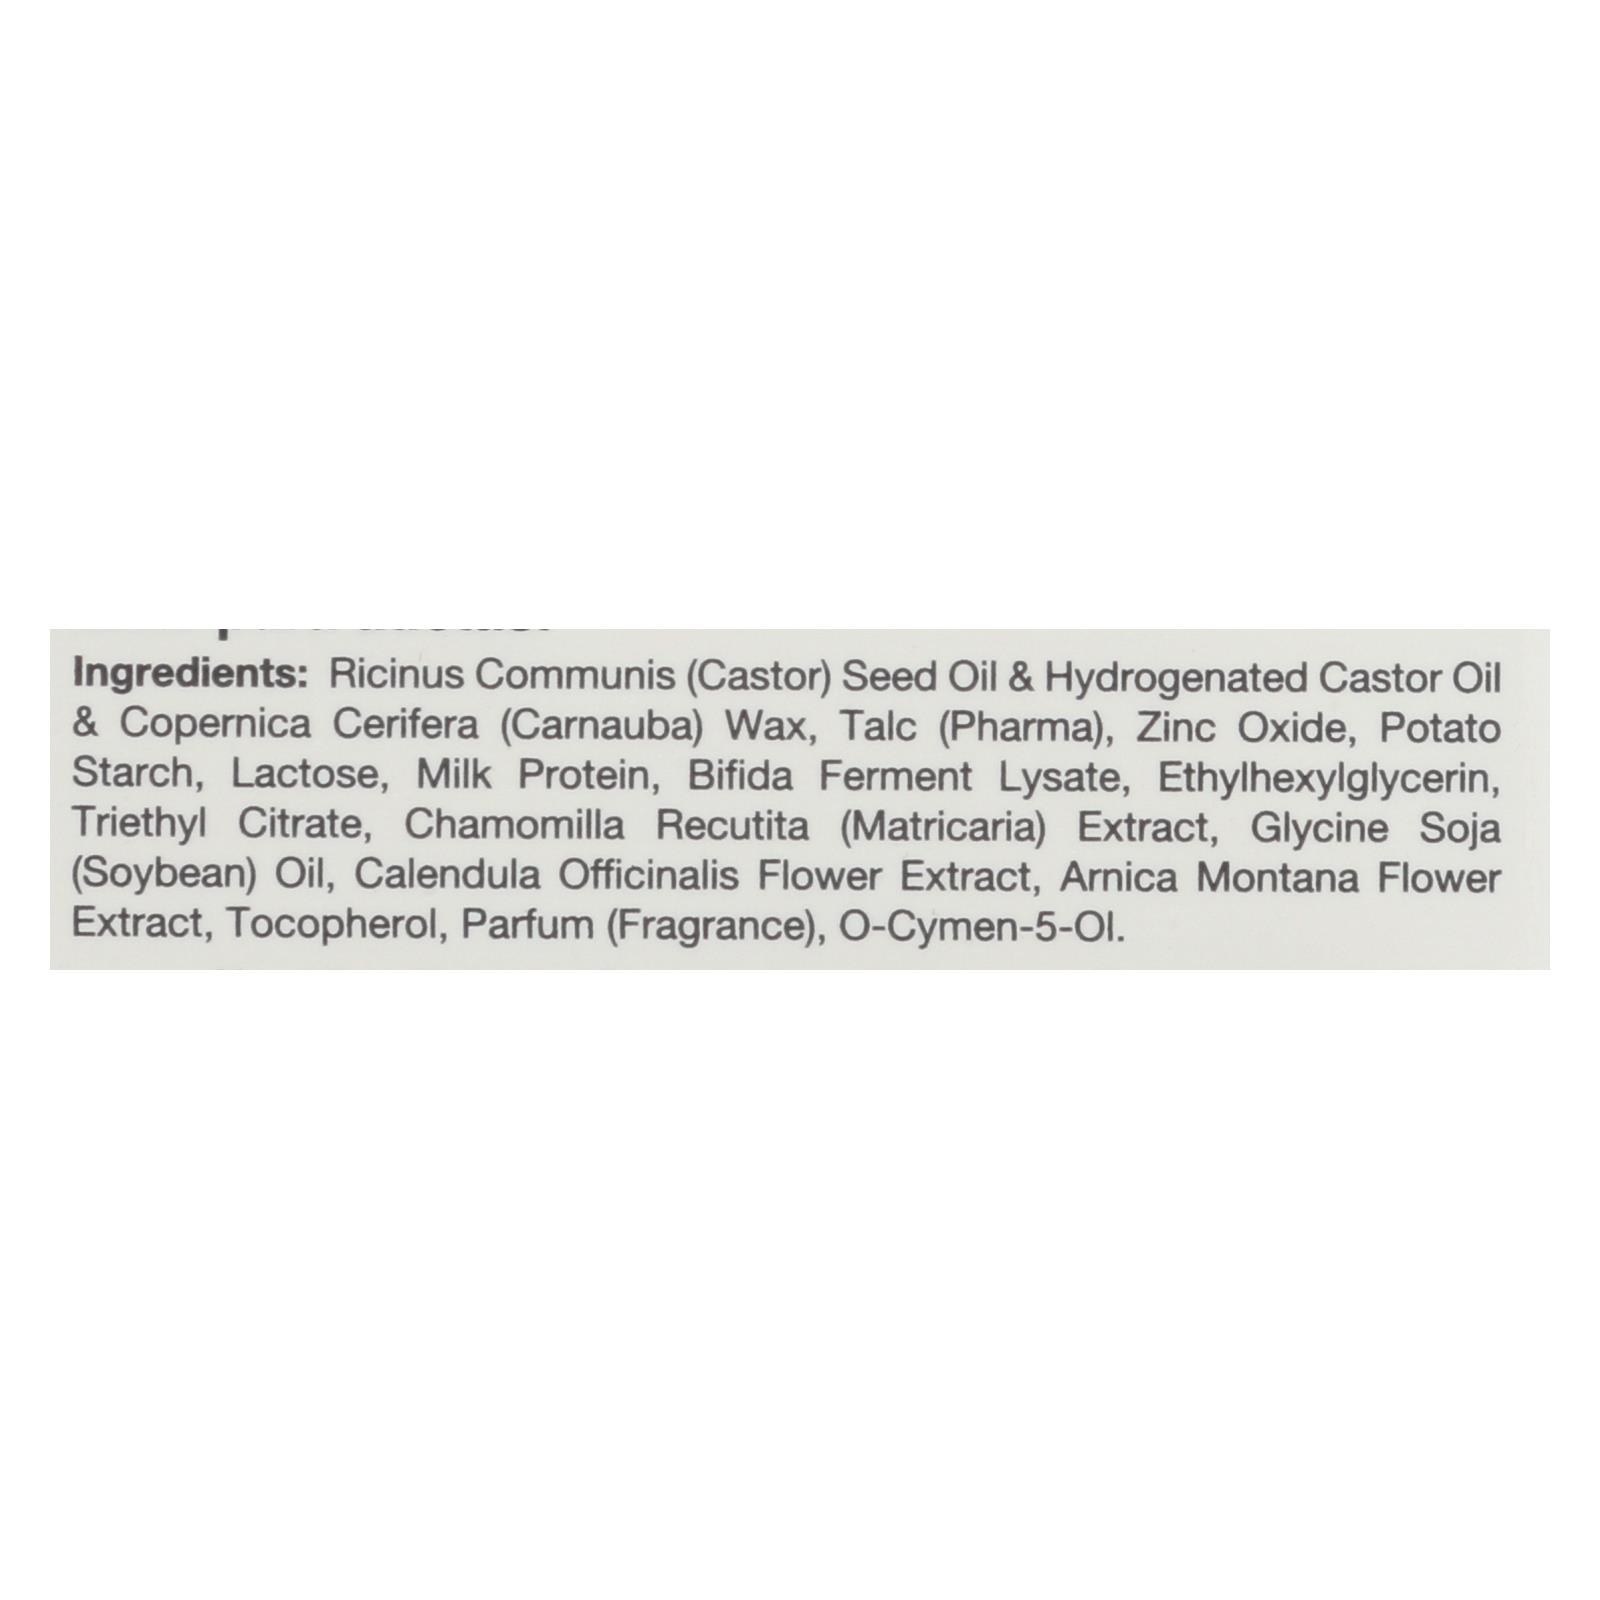 Ingredients: Ricinus Communis (Castor) Seed Oil & Hydrogenated Castor Oil
& Copernica Cerifera (Carnauba) Wax, Talc (Pharma), Zinc Oxide, Potato
Starch, Lactose, Milk Protein, Bifida Ferment Lysate, Ethylhexylglycerin,
Triethyl Citrate, Chamomilla Recutita (Matricaria) Extract, Glycine Soja
(Soybean) Oil, Calendula Officinalis Flower Extract, Arnica Montana Flower
Extract, Tocopherol, Parfum (Fragrance), O-Cymen-5-Ol.